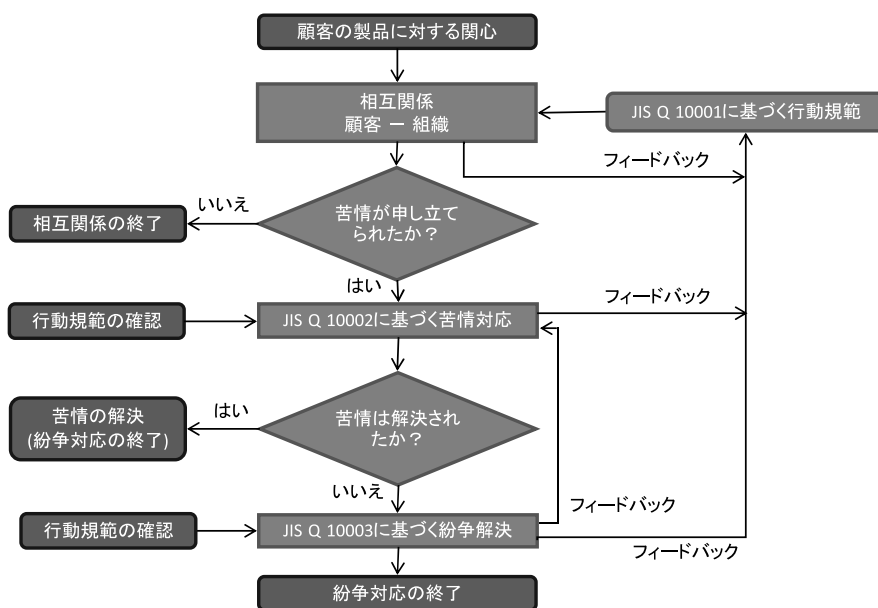 顧客の製品に対する関心
相互関係
顧客 ー 組織
JIS Q 10001に基づく行動規範
フィードバック
いいえ
苦情が申し立て
られたか？
相互関係の終了
はい
フィードバック
行動規範の確認
JIS Q 10002に基づく苦情対応
はい
苦情は解決され
たか？
苦情の解決
(紛争対応の終了)
いいえ
フィードバック
行動規範の確認
JIS Q 10003に基づく紛争解決
フィードバック
紛争対応の終了